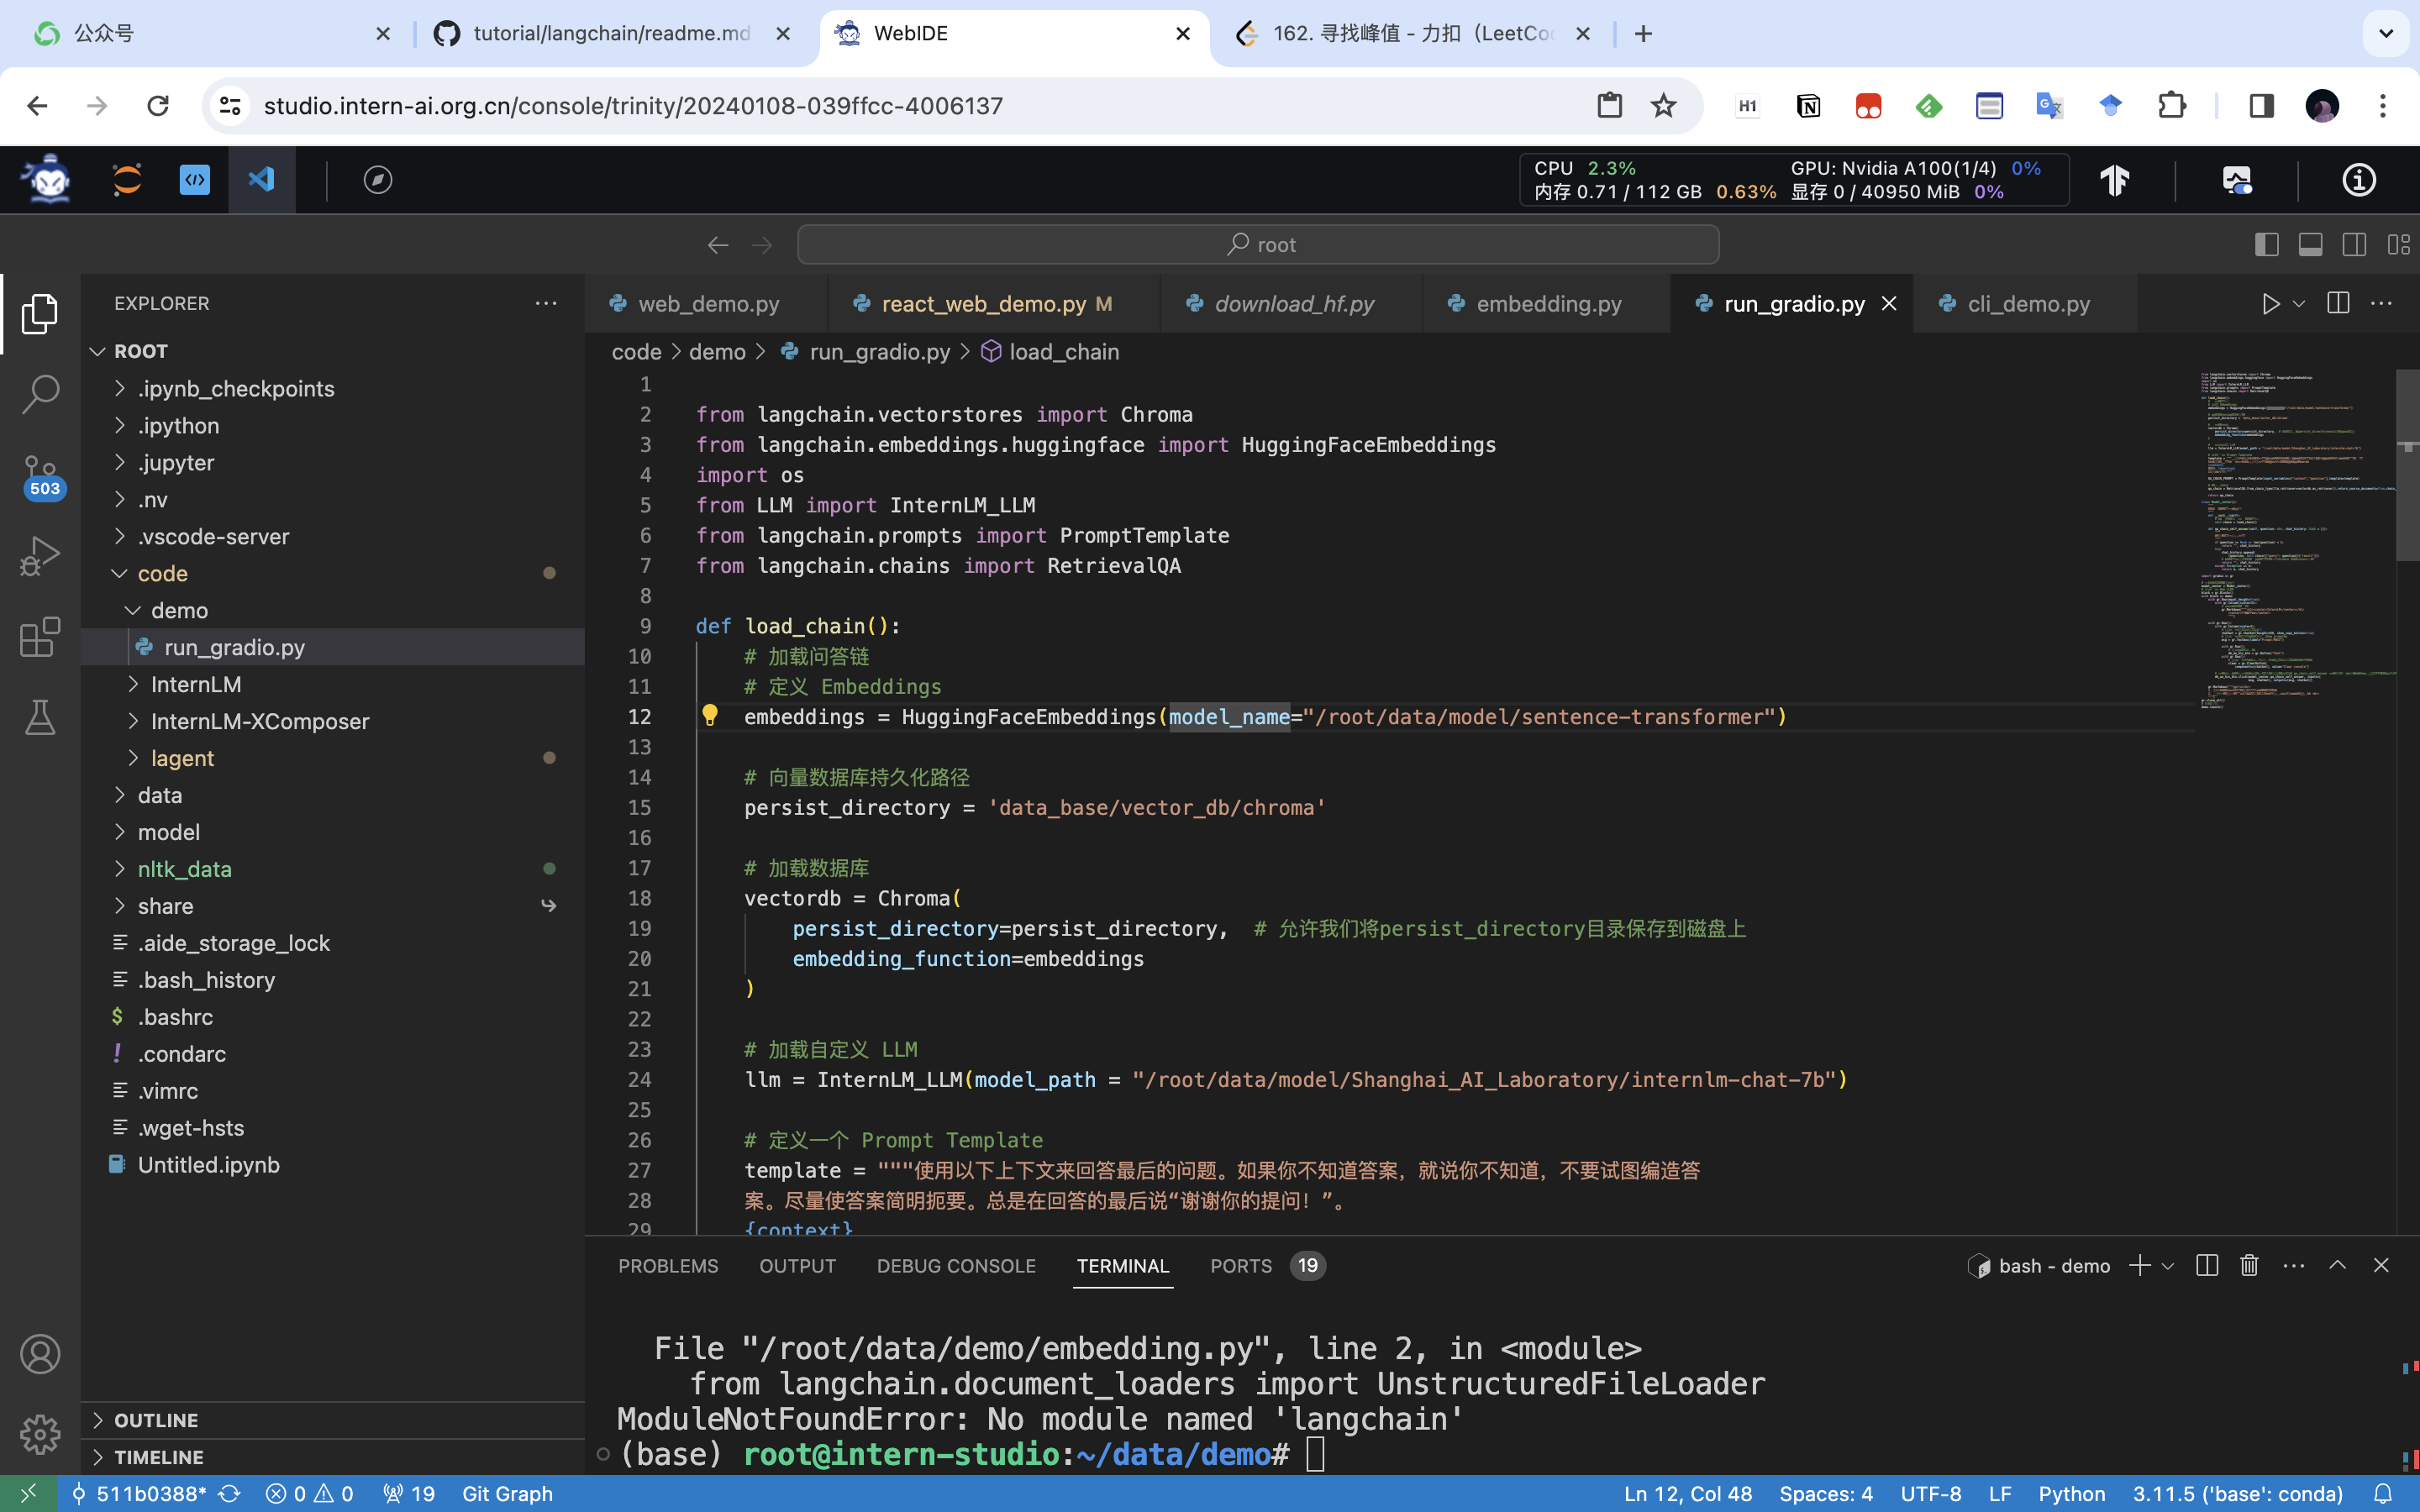 公众号
tutorial/langchain/readme.md
WebIDE
162. 寻找峰值 - 力扣（LeetCo
studio.intern-ai.org.cn/console/trinity/20240108-039ffcc-4006137
H1
CPU 2.3% GPU: Nvidia A100(1/4) 0%
内存 0.71 / 112 GB 0.63% 显存 0 / 40950 MiB 0%
root
EXPLORER
ROOT
.ipynb_checkpoints
.ipython
.jupyter
.nv
.vscode-server
code
demo
run_gradio.py
InternLM
InternLM-XComposer
lagent
data
model
nltk_data
share
.aide_storage_lock
.bash_history
.bashrc
.condarc
.vimrc
.wget-hsts
Untitled.ipynb
OUTLINE
TIMELINE
503
web_demo.py
react_web_demo.py M
download_hf.py
embedding.py
run_gradio.py
cli_demo.py
code > demo > run_gradio.py > load_chain
1
2 from langchain.vectorstores import Chroma
3 from langchain.embeddings.huggingface import HuggingFaceEmbeddings
4 import os
5 from LLM import InternLM_LLM
6 from langchain.prompts import PromptTemplate
7 from langchain.chains import RetrievalQA
8
9 def load_chain():
10 # 加载问答链
11 # 定义 Embeddings
12 embeddings = HuggingFaceEmbeddings(model_name="/root/data/model/sentence-transformer")
13
14 # 向量数据库持久化路径
15 persist_directory = 'data_base/vector_db/chroma'
16
17 # 加载数据库
18 vectordb = Chroma(
19 persist_directory=persist_directory,  # 允许我们将persist_directory目录保存到磁盘上
20 embedding_function=embeddings
21 )
22
23 # 加载自定义 LLM
24 llm = InternLM_LLM(model_path = "/root/data/model/Shanghai_AI_Laboratory/internlm-chat-7b")
25
26 # 定义一个 Prompt Template
27 template = """使用以下上下文来回答最后的问题。如果你不知道答案，就说你不知道，不要试图编造答
28 案。尽量使答案简明扼要。总是在回答的最后说“谢谢你的提问！”。
29 {context}
PROBLEMS OUTPUT DEBUG CONSOLE TERMINAL PORTS 19
bash - demo
File "/root/data/demo/embedding.py", line 2, in <module>
from langchain.document_loaders import UnstructuredFileLoader
ModuleNotFoundError: No module named 'langchain'
(base) root@intern-studio:~/data/demo#
511b0388* 0 0 19 Git Graph
Ln 12, Col 48 Spaces: 4 UTF-8 LF Python 3.11.5 ('base': conda)